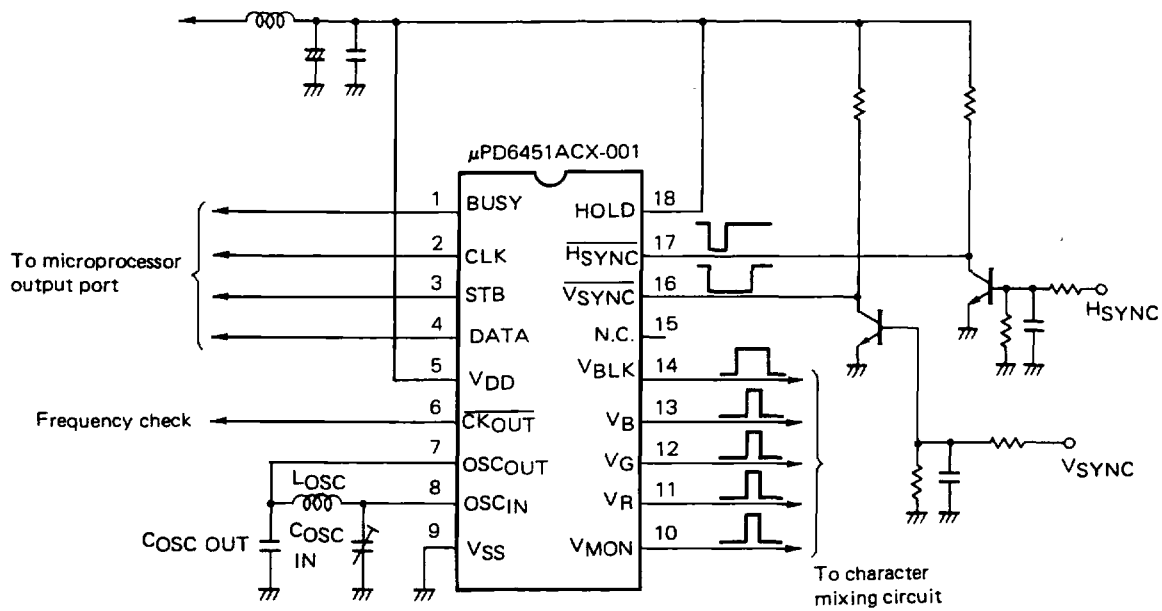 μPD6451ACX-001
1 BUSY
2 CLK
3 STB
4 DATA
5 VDD
6 CKOUT
7 OSCOUT
8 OSCIN
9 VSS
HOLD 18
HSYNC 17
VSYNC 16
N.C. 15
VBLK 14
VB 13
VG 12
VR 11
VMON 10
To microprocessor
output port
Frequency check
LOSC
COSC OUT
COSC
IN
HSYNC
VSYNC
To character
mixing circuit